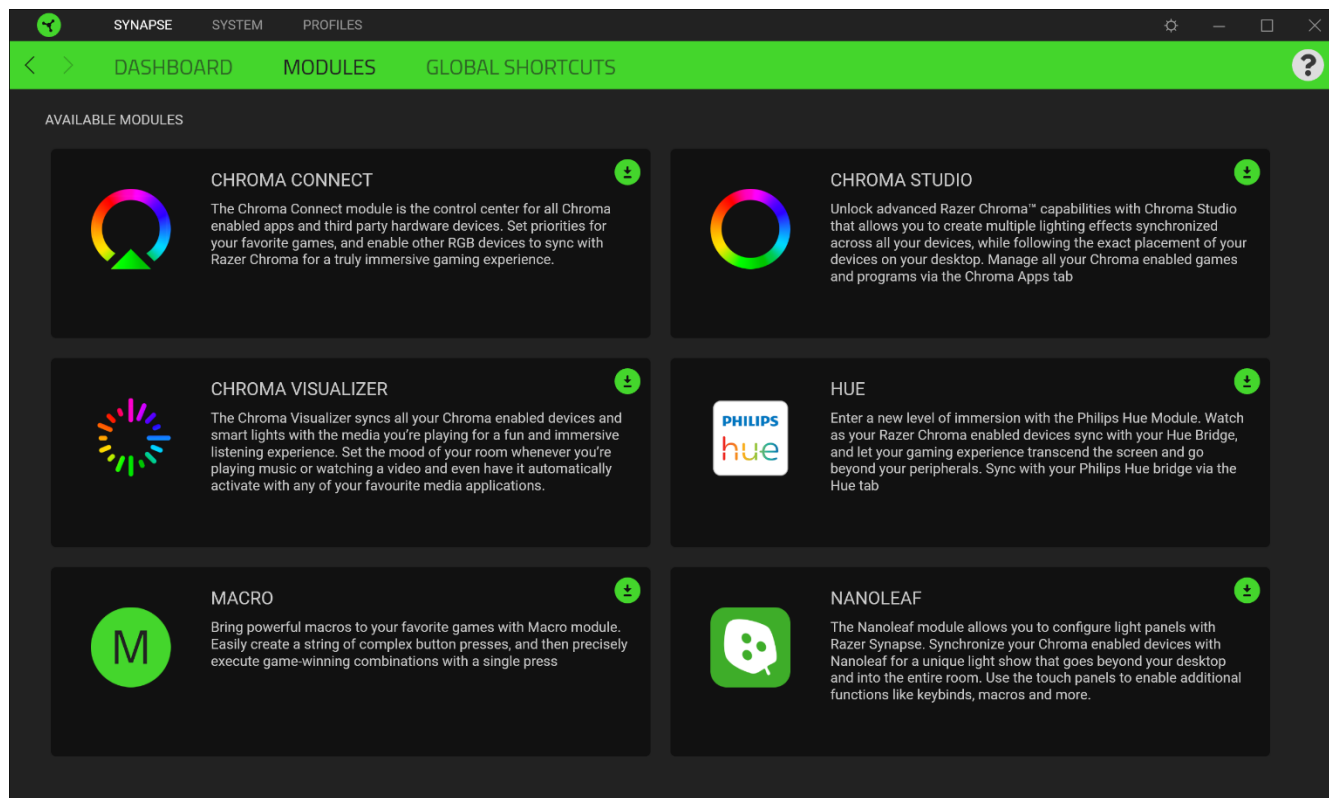 SYNAPSE SYSTEM PROFILES
DASHBOARD MODULES GLOBAL SHORTCUTS ?
AVAILABLE MODULES
CHROMA CONNECT
The Chroma Connect module is the control center for all Chroma
enabled apps and third party hardware devices. Set priorities for
your favorite games, and enable other RGB devices to sync with
Razer Chroma for a truly immersive gaming experience.
CHROMA STUDIO
Unlock advanced Razer Chroma™ capabilities with Chroma Studio
that allows you to create multiple lighting effects synchronized
across all your devices, while following the exact placement of your
devices on your desktop. Manage all your Chroma enabled games
and programs via the Chroma Apps tab
CHROMA VISUALIZER
The Chroma Visualizer syncs all your Chroma enabled devices and
smart lights with the media you’re playing for a fun and immersive
listening experience. Set the mood of your room whenever you’re
playing music or watching a video and even have it automatically
activate with any of your favourite media applications.
PHILIPS
hue
HUE
Enter a new level of immersion with the Philips Hue Module. Watch
as your Razer Chroma enabled devices sync with your Hue Bridge,
and let your gaming experience transcend the screen and go
beyond your peripherals. Sync with your Philips Hue bridge via the
Hue tab
M
MACRO
Bring powerful macros to your favorite games with Macro module.
Easily create a string of complex button presses, and then precisely
execute game-winning combinations with a single press
NANOLEAF
The Nanoleaf module allows you to configure light panels with
Razer Synapse. Synchronize your Chroma enabled devices with
Nanoleaf for a unique light show that goes beyond your desktop
and into the entire room. Use the touch panels to enable additional
functions like keybinds, macros and more.